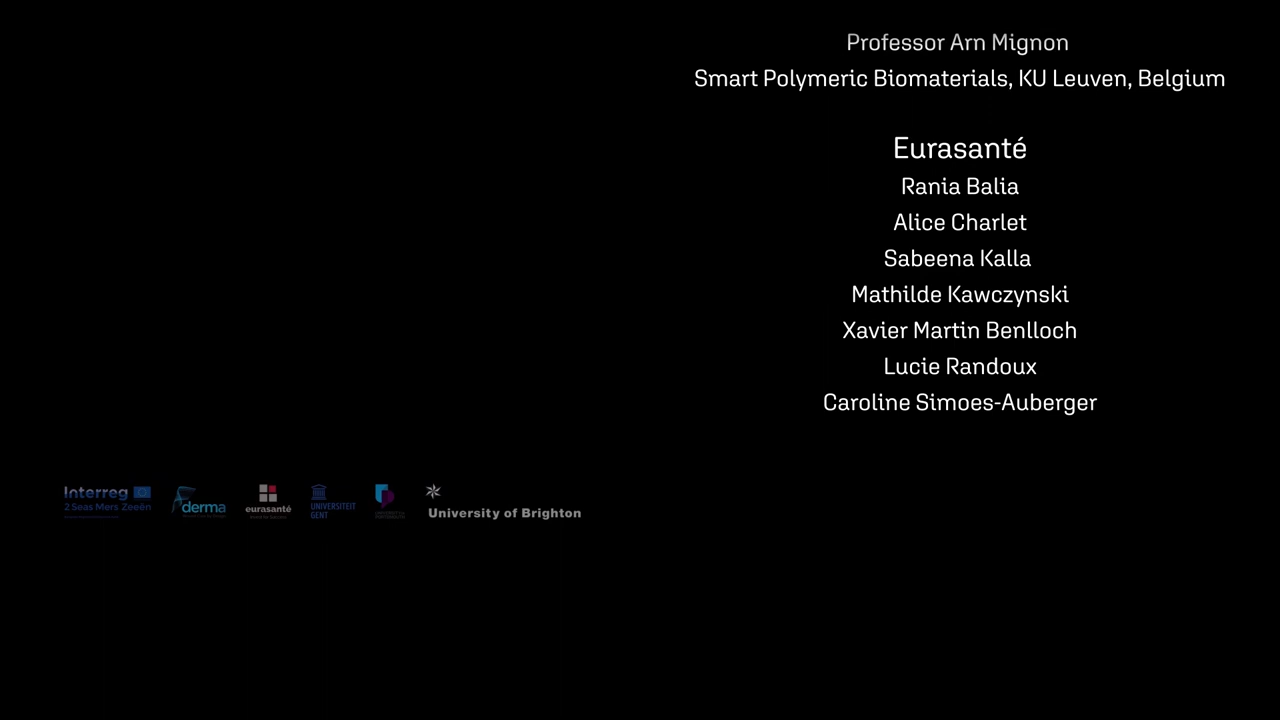 Professor Arn Mignon
Smart Polymeric Biomaterials, KU Leuven, Belgium
Eurasanté
Rania Balia
Alice Charlet
Sabeena Kalla
Mathilde Kawczynski
Xavier Martin Benlloch
Lucie Randoux
Caroline Simoes-Auberger
Interreg
2 Seas Mers Zeeën
derma
eurasanté
UNIVERSITEIT
GENT
University of Brighton